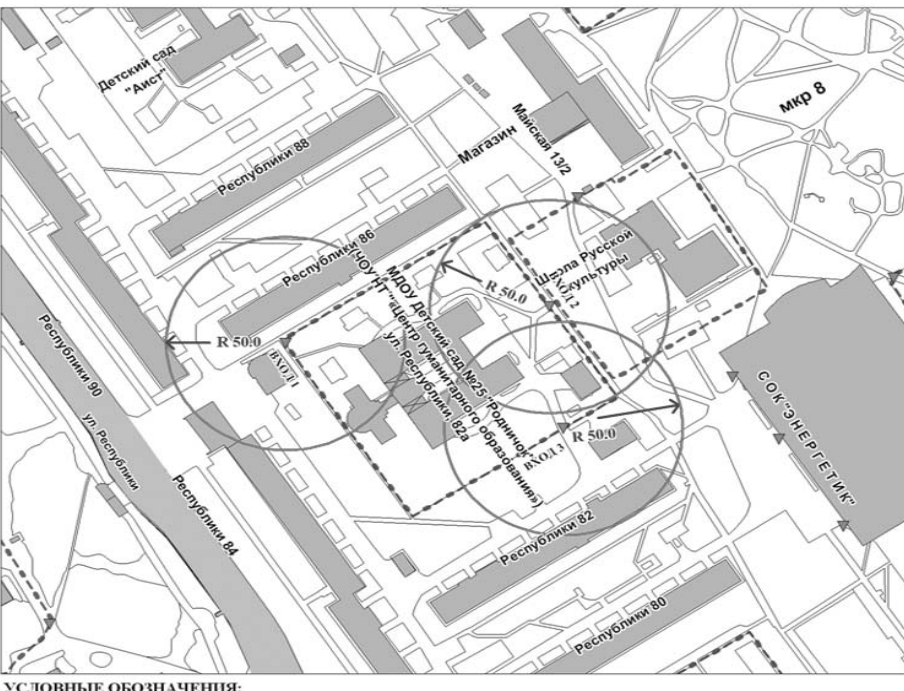 Детский сад
"Аист"
мкр 8
Республики 88
Магазин
Майская 13/2
Республики 86
Школа Русской
культуры
ВХОД 2
R 50.0
R 50.0
ВХОД 1
МДОУ Детский сад №25 "Родничок"
(ЧОУ НТ "«Центр гуманитарного образования»)
ул. Республики, 82а
Республики 90
ул. Республики
Республики 84
R 50.0
ВХОД 3
СОК "ЭНЕРГЕТИК"
Республики 82
Республики 80
УСЛОВНЫЕ ОБОЗНАЧЕНИЯ: